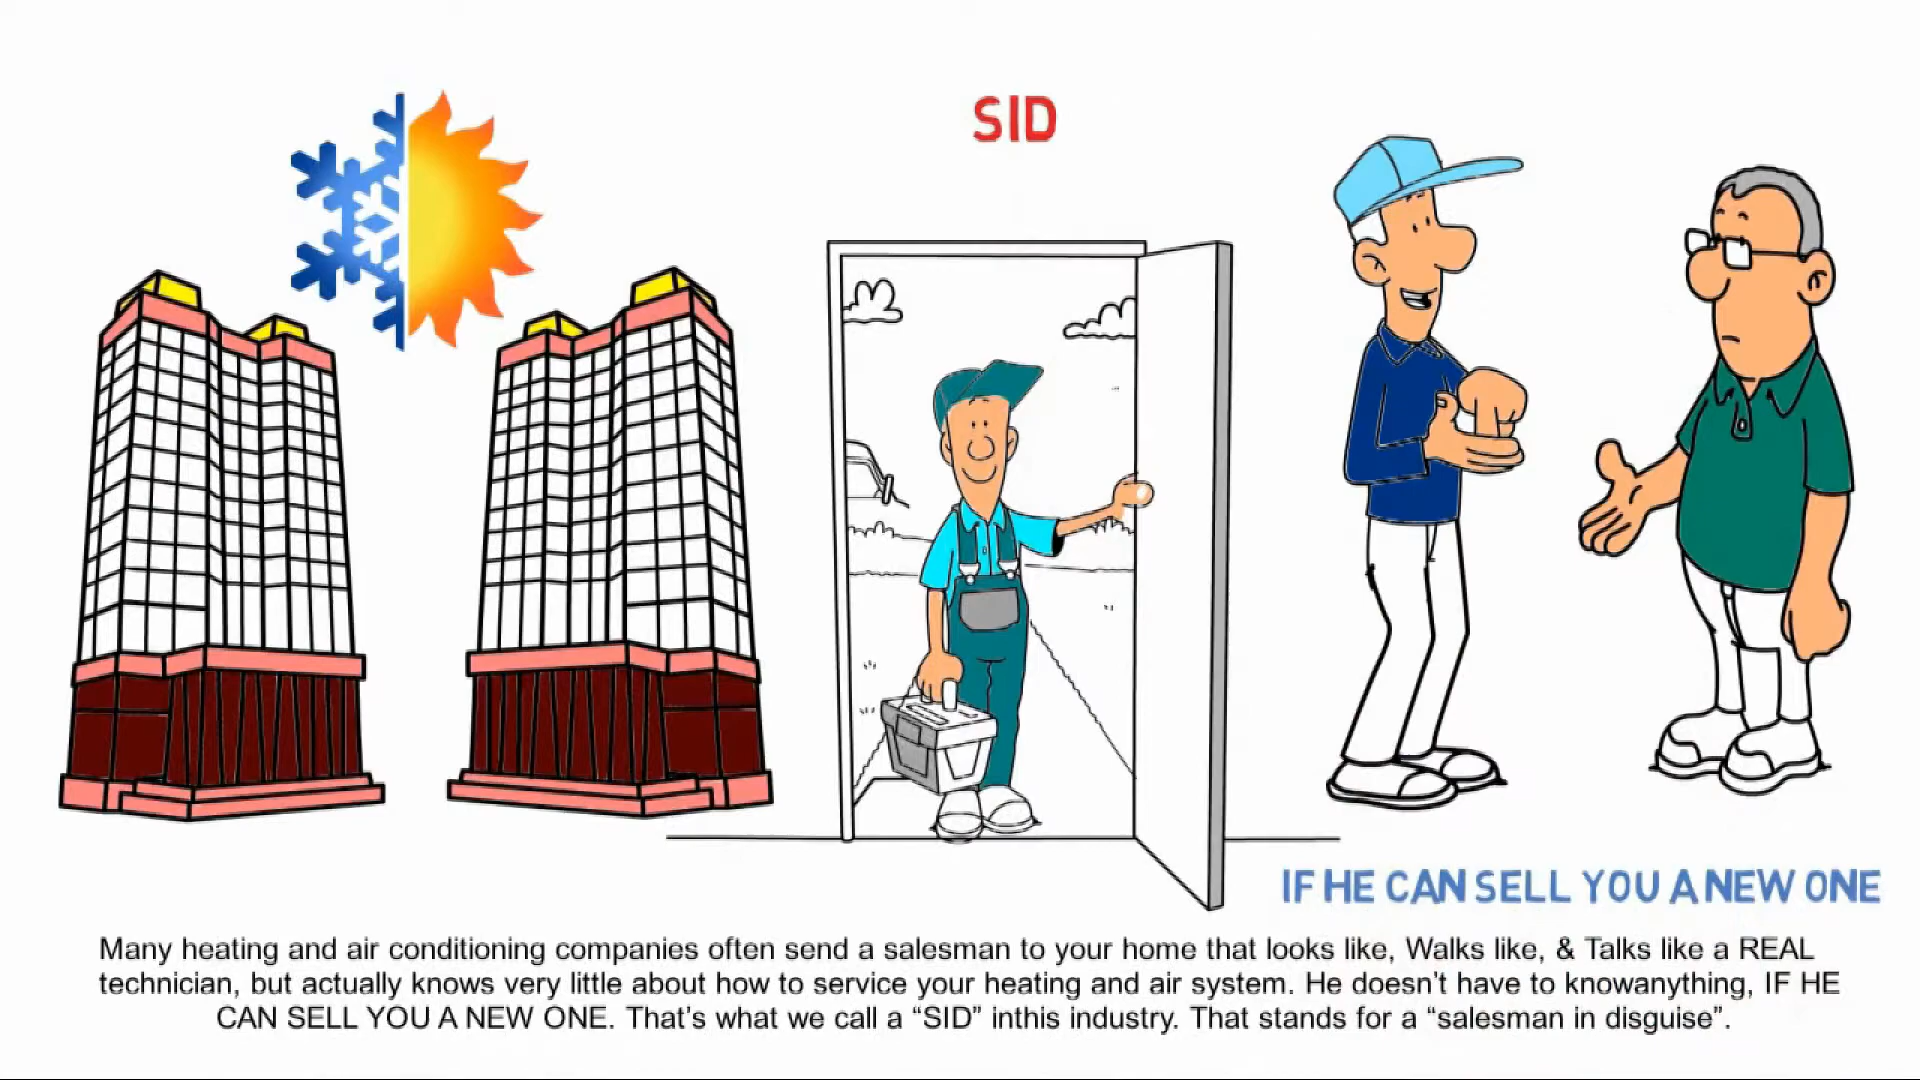 SID
IF HE CAN SELL YOU A NEW ONE
Many heating and air conditioning companies often send a salesman to your home that looks like, Walks like, & Talks like a REAL
technician, but actually knows very little about how to service your heating and air system. He doesn't have to knowanything, IF HE
CAN SELL YOU A NEW ONE. That's what we call a “SID” inthis industry. That stands for a “salesman in disguise”.